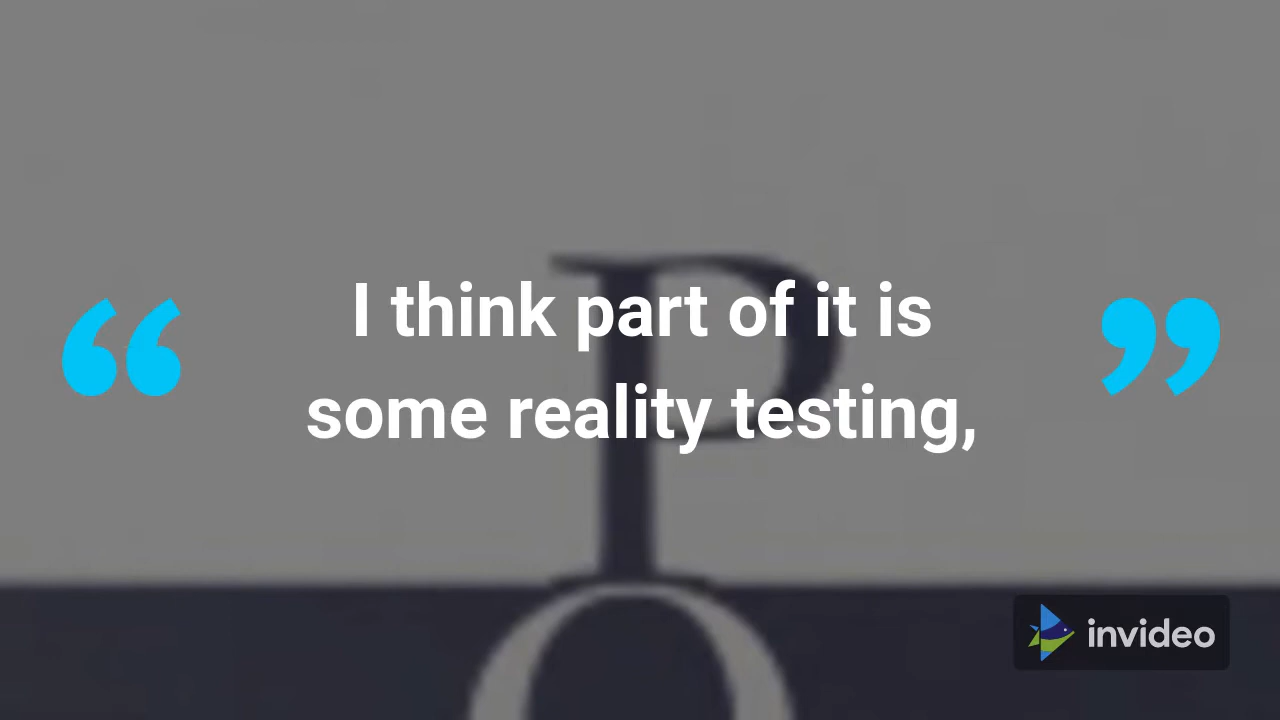 “ I think part of it is ”
some reality testing,
P
O
invideo